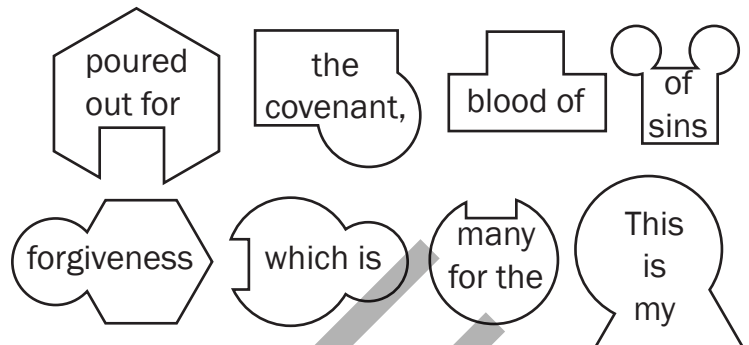 poured
out for
the
covenant,
blood of
of
sins
forgiveness
which is
many
for the
This
is
my